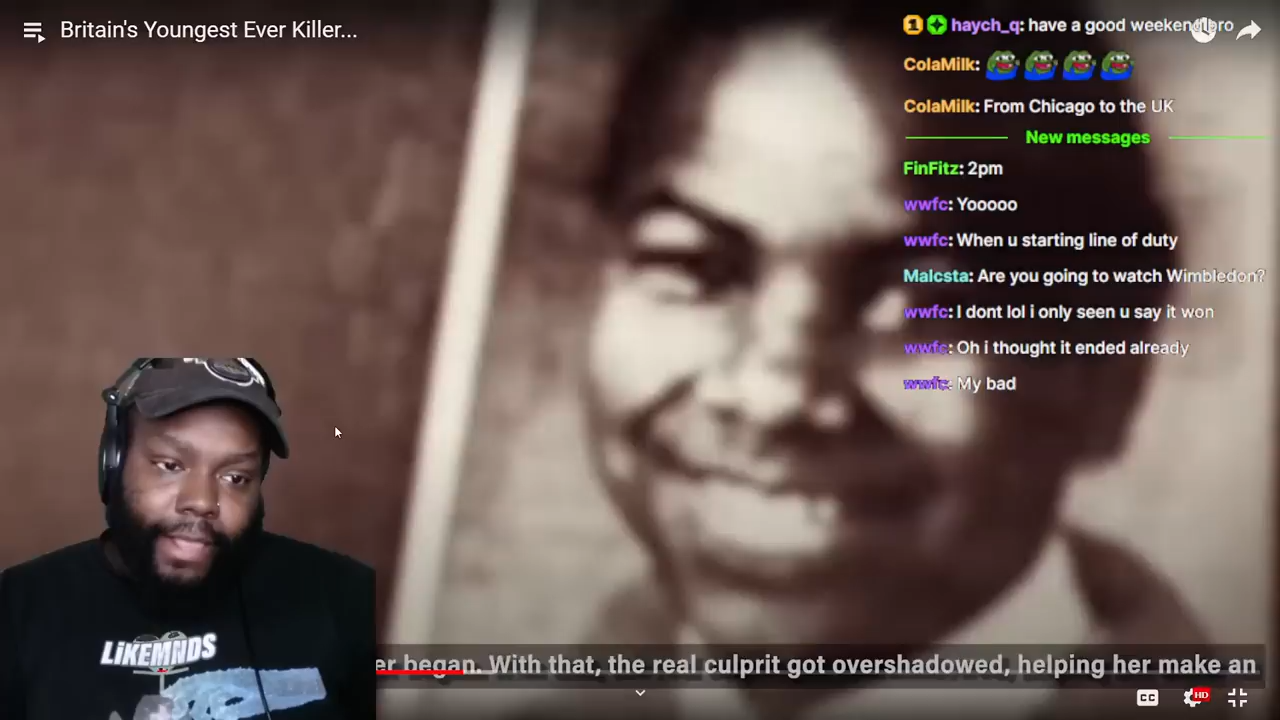 Britain's Youngest Ever Killer...
haych_q: have a good weekend bro
ColaMilk:
ColaMilk: From Chicago to the UK
New messages
FinFitz: 2pm
wwfc: Yooooo
wwfc: When u starting line of duty
Malcsta: Are you going to watch Wimbledon?
wwfc: I dont lol i only seen u say it won
wwfc: Oh i thought it ended already
wwfc: My bad
LiKEMNDS
er began. With that, the real culprit got overshadowed, helping her make an
CC
HD